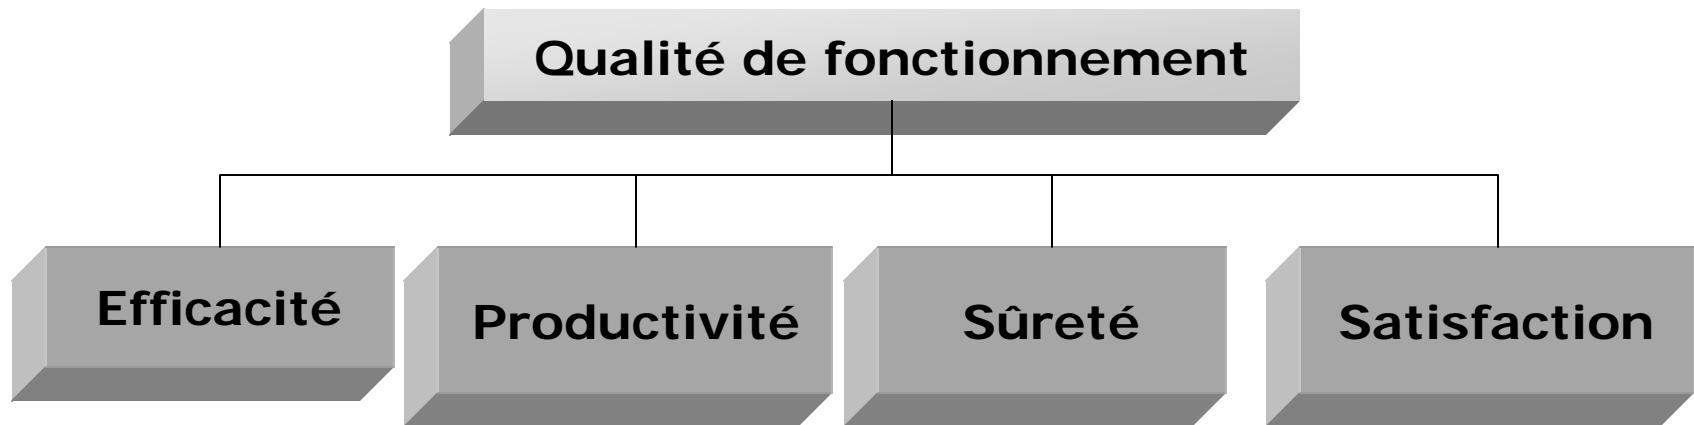 Qualité de fonctionnement
Efficacité
Productivité
Sûreté
Satisfaction